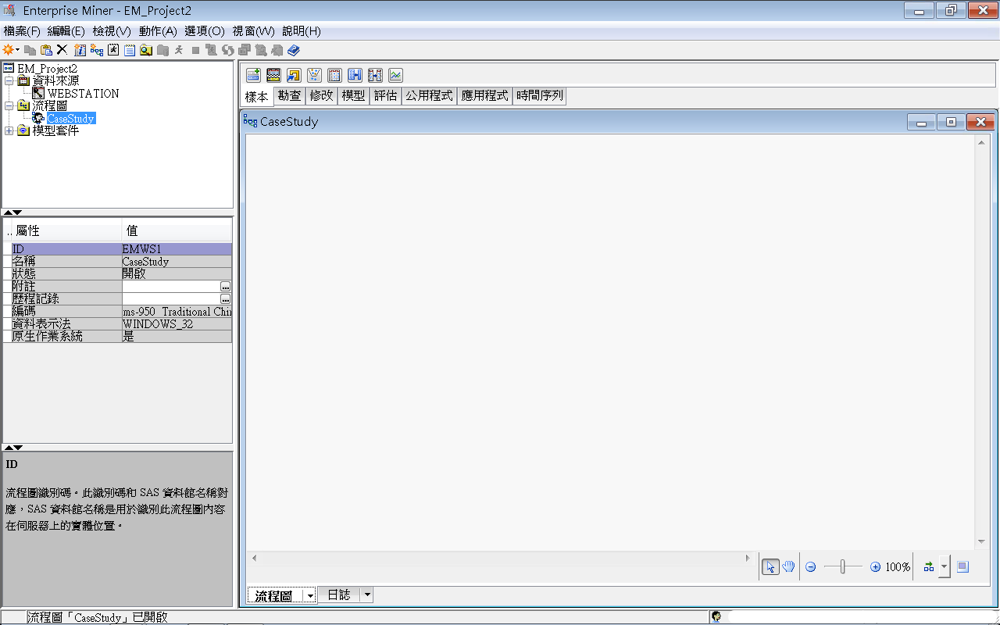 Enterprise Miner - EM_Project2
檔案(F) 編輯(E) 檢視(V) 動作(A) 選項(O) 視窗(W) 說明(H)
EM_Project2
資料來源
WEBSTATION
流程圖
CaseStudy
模型套件
.. 屬性 值
ID EMWS1
名稱 CaseStudy
狀態 開啟
附註 ...
歷程記錄 ...
編碼 ms-950 Traditional Chin
資料表示法 WINDOWS_32
原生作業系統 是
ID
流程圖識別碼。此識別碼和 SAS 資料館名稱對
應，SAS 資料館名稱是用於識別此流程圖內容
在伺服器上的實體位置。
樣本 勘查 修改 模型 評估 公用程式 應用程式 時間序列
CaseStudy
100%
流程圖 日誌
流程圖「CaseStudy」已開啟